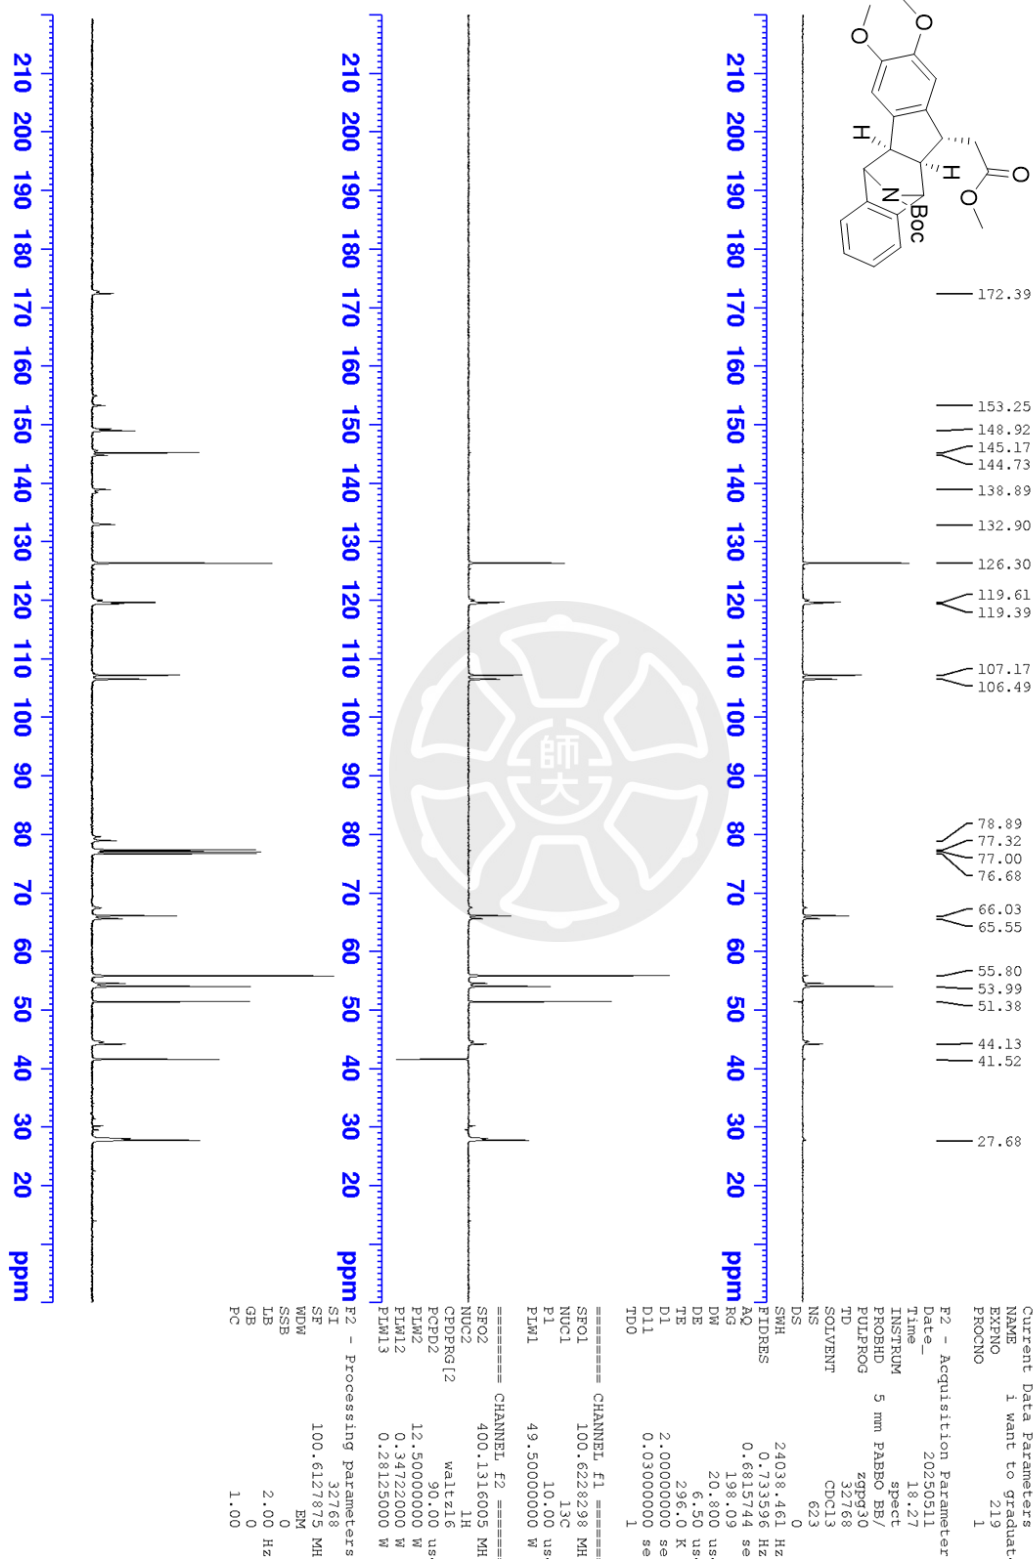 O
O
H
H
O
O
N
Boc
172.39
153.25
148.92
145.17
144.73
138.89
132.90
126.30
119.61
119.39
107.17
106.49
78.89
77.32
77.00
76.68
66.03
65.55
55.80
53.99
51.38
44.13
41.52
27.68
210 200 190 180 170 160 150 140 130 120 110 100 90 80 70 60 50 40 30 20 ppm
210 200 190 180 170 160 150 140 130 120 110 100 90 80 70 60 50 40 30 20 ppm
210 200 190 180 170 160 150 140 130 120 110 100 90 80 70 60 50 40 30 20 ppm
師大
Current Data Parameters
NAME i want to graduat
EXPNO 219
PROCNO 1
F2 - Acquisition Parameter
Date_ 20250511
Time 18.27
INSTRUM spect
PROBHD 5 mm PABBO BB/
PULPROG zgpg30
TD 32768
SOLVENT CDCl3
NS 623
DS 0
SWH 24038.461 Hz
FIDRES 0.733596 Hz
AQ 0.6815744 se
RG 198.09
DW 20.800 us
DE 6.50 us
TE 296.0 K
D1 2.00000000 se
D11 0.03000000 se
TD0 1
======== CHANNEL f1 ========
SFO1 100.6228298 MH
NUC1 13C
P1 10.00 us
PLW1 49.50000000 W
======== CHANNEL f2 ========
SFO2 400.1316005 MH
NUC2 1H
CPDPRG[2 waltz16
PCPD2 90.00 us
PLW2 12.50000000 W
PLW12 0.34722000 W
PLW13 0.28125000 W
F2 - Processing parameters
SI 32768
SF 100.6127875 MH
WDW EM
SSB 0
LB 2.00 Hz
GB 0
PC 1.00